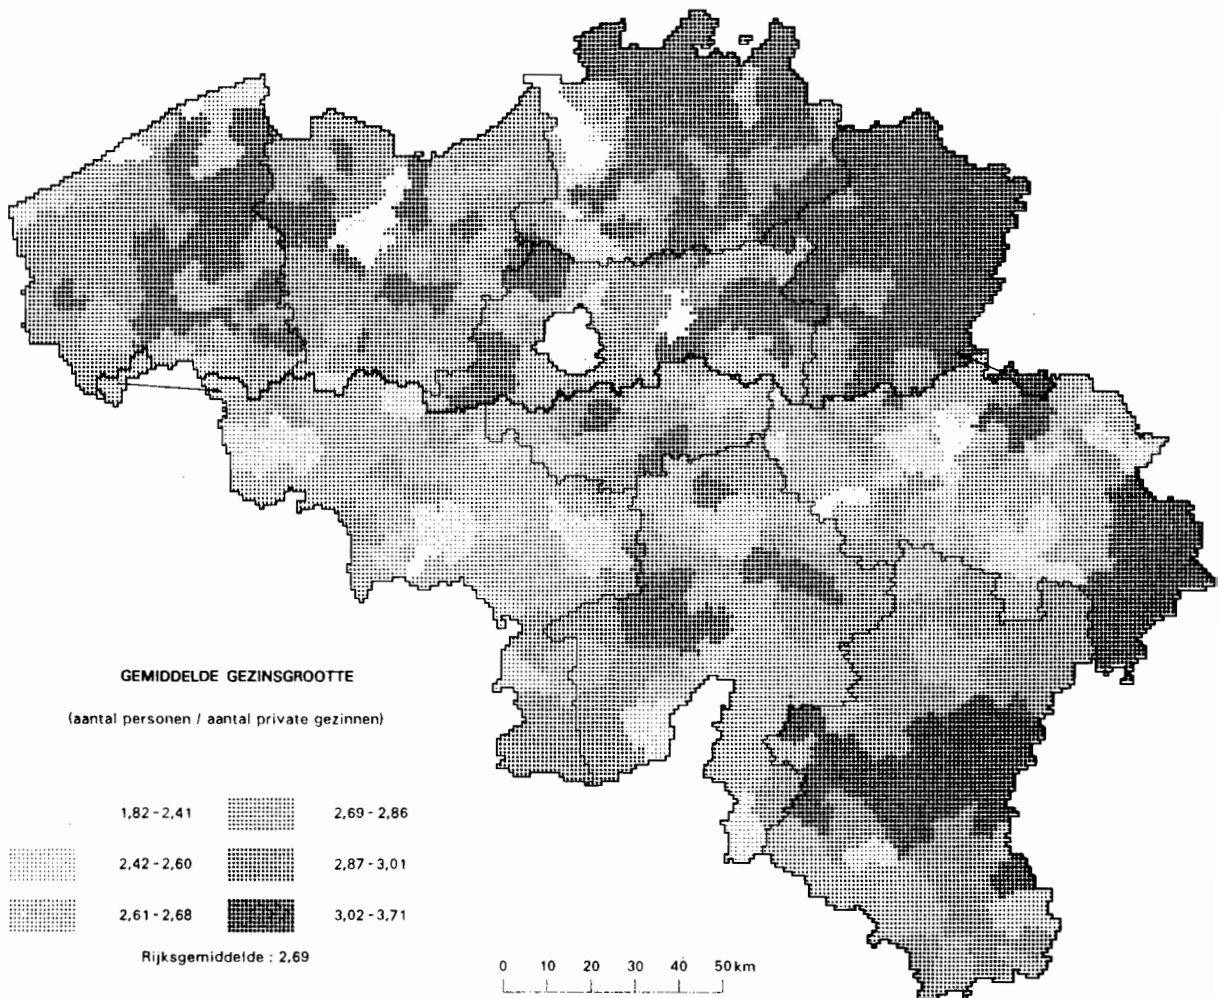 GEMIDDELDE GEZINSGROOTTE
(aantal personen / aantal private gezinnen)
1,82 - 2,41
2,69 - 2,86
2,42 - 2,60
2,87 - 3,01
2,61 - 2,68
3,02 - 3,71
Rijksgemiddelde : 2,69
0 10 20 30 40 50 km